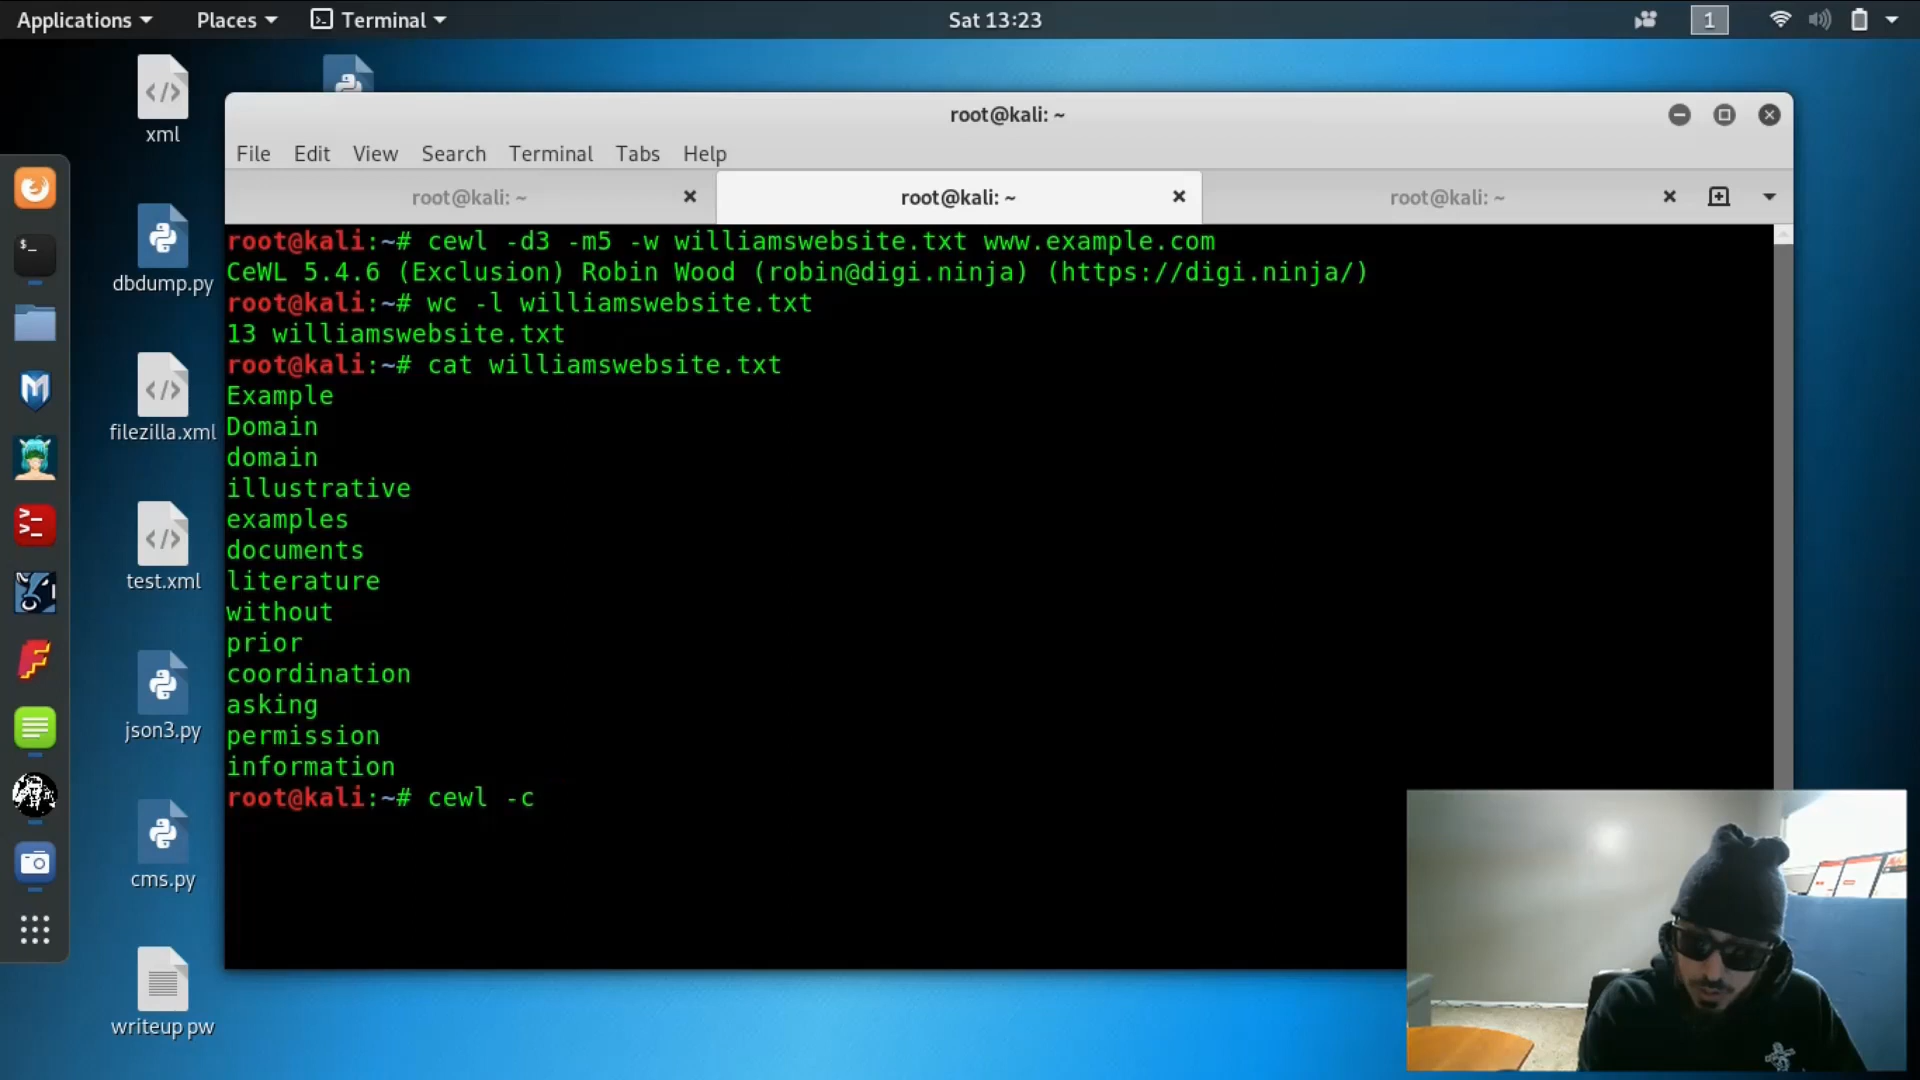 Applications Places Terminal Sat 13:23 1
root@kali: ~
File Edit View Search Terminal Tabs Help
root@kali: ~ root@kali: ~ root@kali: ~
root@kali:~# cewl -d3 -m5 -w williamswebsite.txt www.example.com
CeWL 5.4.6 (Exclusion) Robin Wood (robin@digi.ninja) (https://digi.ninja/)
root@kali:~# wc -l williamswebsite.txt
13 williamswebsite.txt
root@kali:~# cat williamswebsite.txt
Example
Domain
domain
illustrative
examples
documents
literature
without
prior
coordination
asking
permission
information
root@kali:~# cewl -c
xml
dbdump.py
filezilla.xml
test.xml
json3.py
cms.py
writeup pw